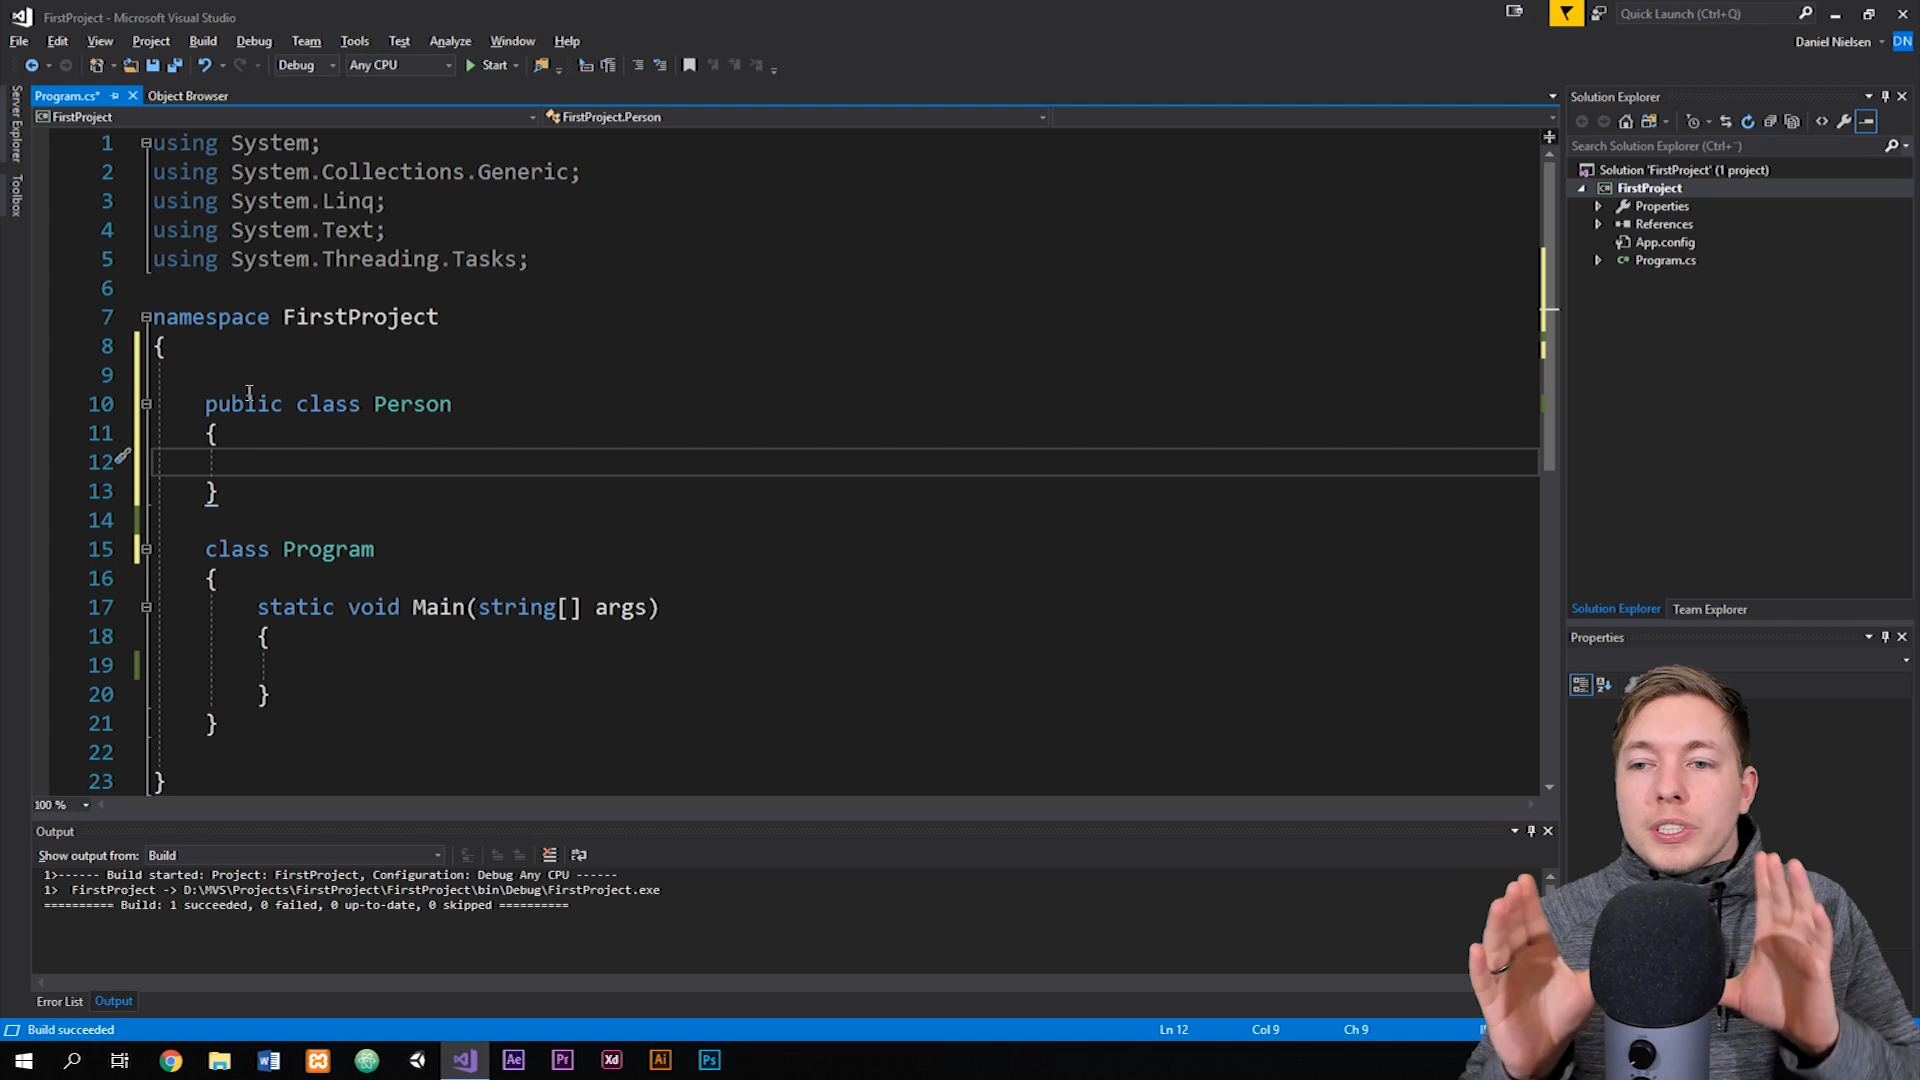 FirstProject - Microsoft Visual Studio
Quick Launch (Ctrl+Q)
File Edit View Project Build Debug Team Tools Test Analyze Window Help
Daniel Nielsen DN
Debug Any CPU Start
Server Explorer
Toolbox
Program.cs* Object Browser
FirstProject FirstProject.Person
1 using System;
2 using System.Collections.Generic;
3 using System.Linq;
4 using System.Text;
5 using System.Threading.Tasks;
6
7 namespace FirstProject
8 {
9
10 public class Person
11 {
12
13 }
14
15 class Program
16 {
17 static void Main(string[] args)
18 {
19
20 }
21 }
22
23 }
100 %
Solution Explorer
Search Solution Explorer (Ctrl+¨)
Solution 'FirstProject' (1 project)
FirstProject
Properties
References
App.config
Program.cs
Solution Explorer Team Explorer
Properties
Output
Show output from: Build
1>------ Build started: Project: FirstProject, Configuration: Debug Any CPU ------
1> FirstProject -> D:\MVS\Projects\FirstProject\FirstProject\bin\Debug\FirstProject.exe
========== Build: 1 succeeded, 0 failed, 0 up-to-date, 0 skipped ==========
Error List Output
Build succeeded Ln 12 Col 9 Ch 9
Ae Pr Xd Ai Ps